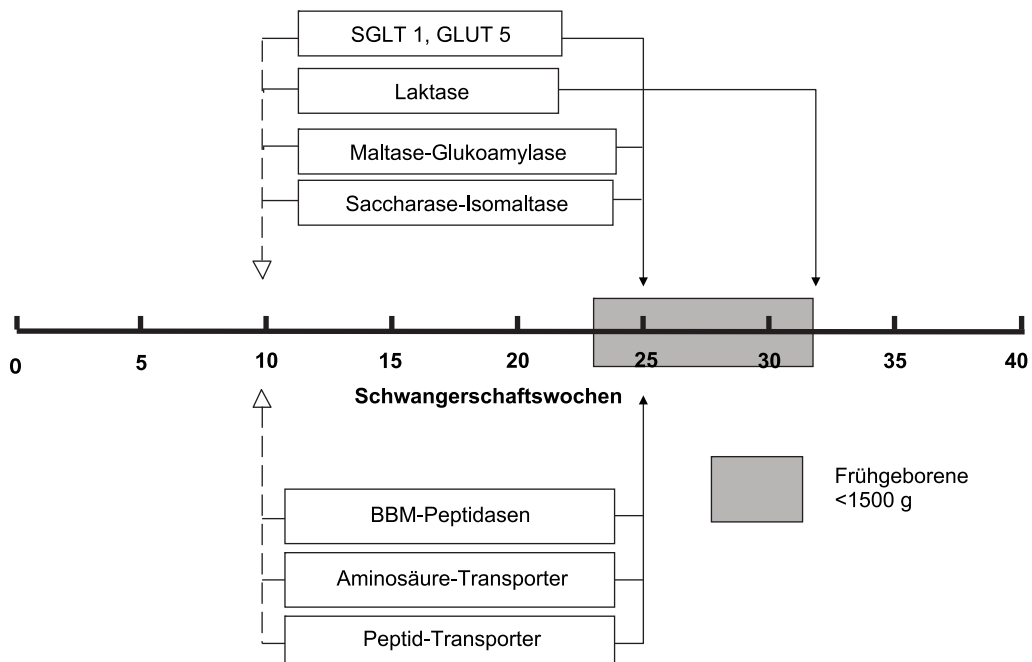 SGLT 1, GLUT 5
Laktase
Maltase-Glukoamylase
Saccharase-Isomaltase
0 5 10 15 20 25 30 35 40
Schwangerschaftswochen
BBM-Peptidasen
Aminosäure-Transporter
Peptid-Transporter
Frühgeborene
<1500 g